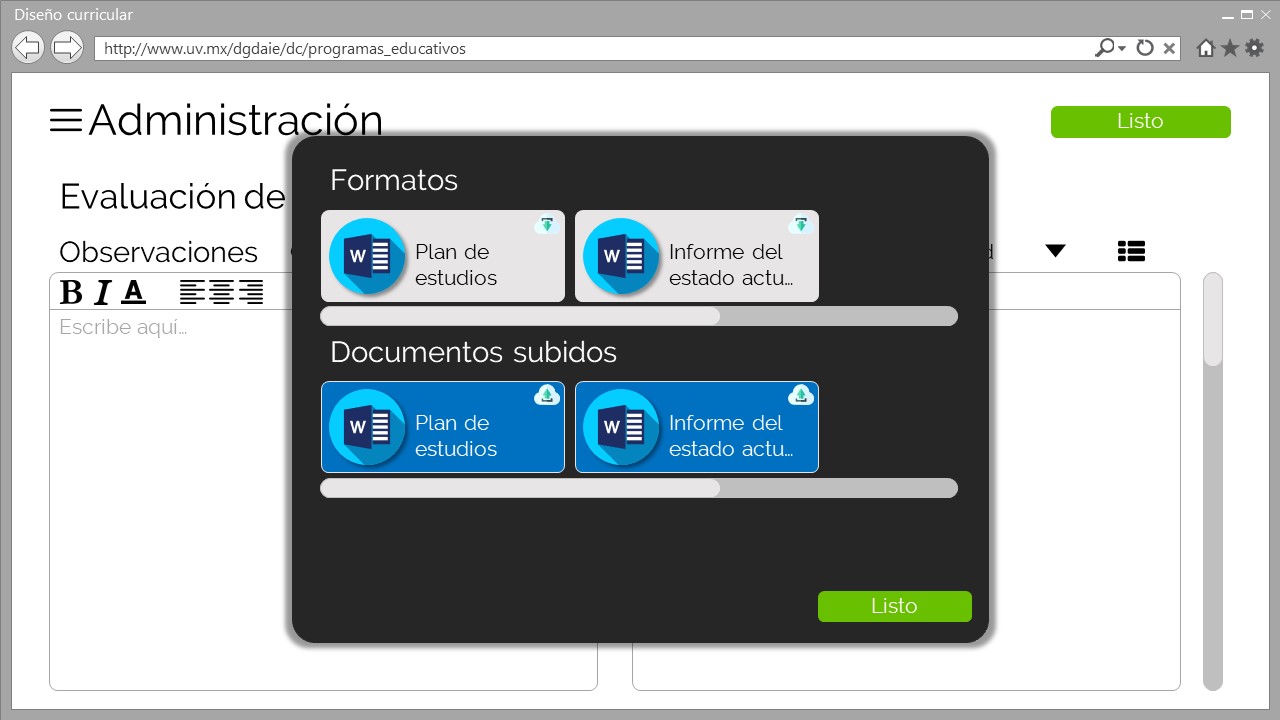 Diseño curricular
http://www.uv.mx/dgdaie/dc/programas_educativos
Administración
Listo
Evaluación de
Observaciones
B I A
Escribe aquí...
Formatos
W
Plan de
estudios
W
Informe del
estado actu...
Documentos subidos
W
Plan de
estudios
W
Informe del
estado actu...
Listo